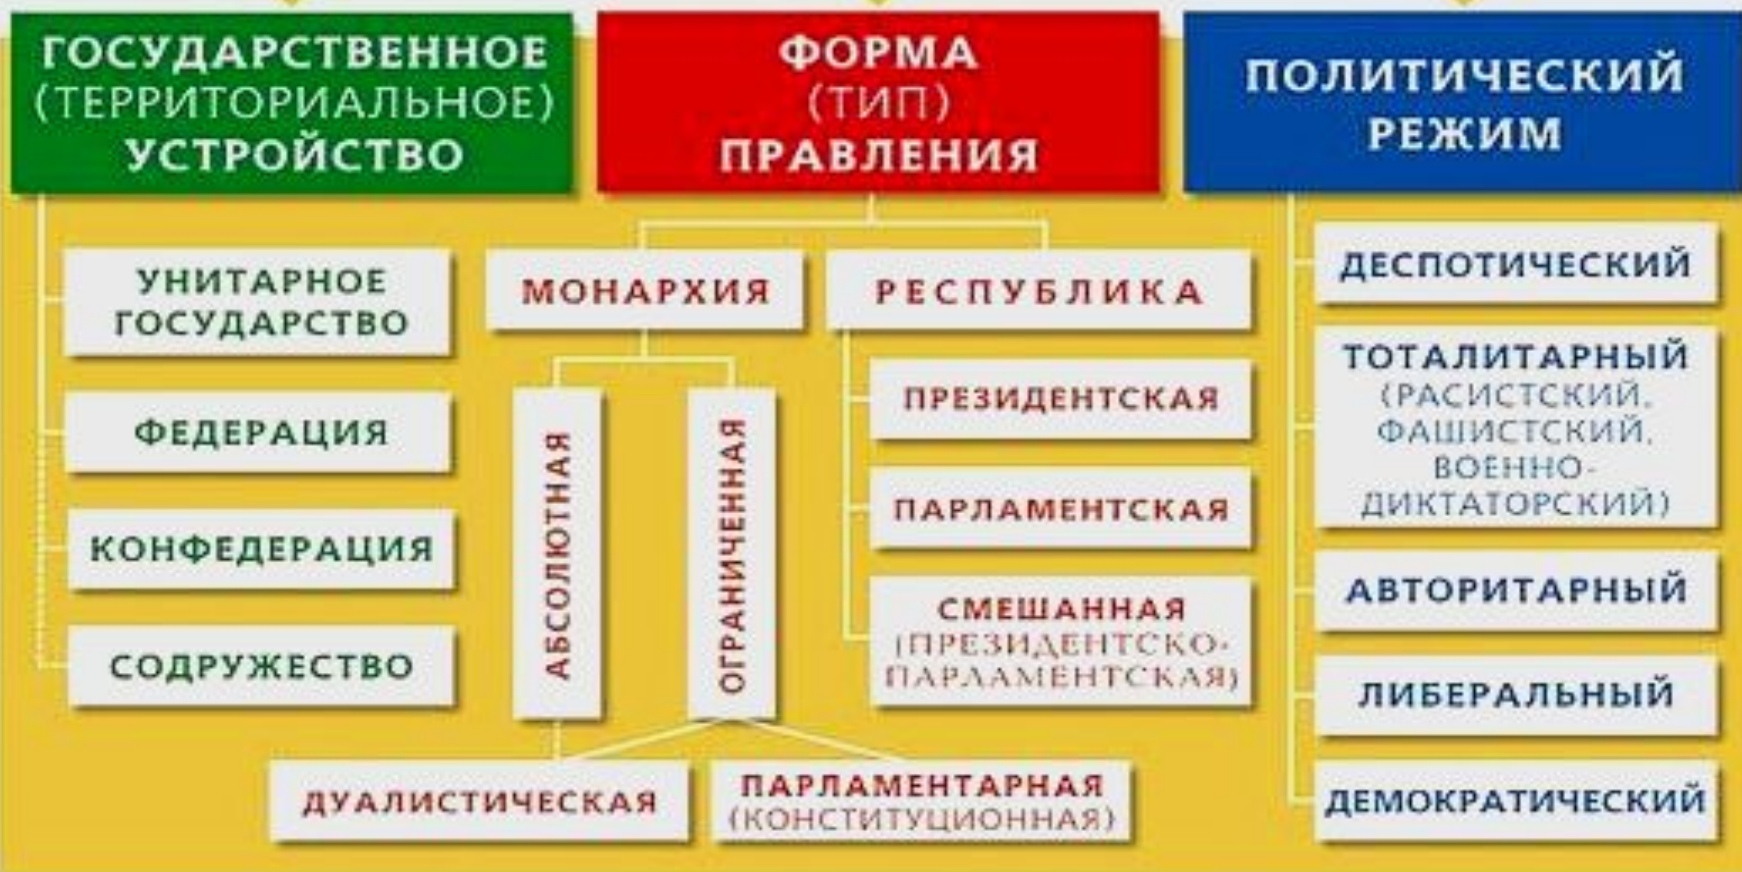 ГОСУДАРСТВЕННОЕ
(ТЕРРИТОРИАЛЬНОЕ)
УСТРОЙСТВО
УНИТАРНОЕ
ГОСУДАРСТВО
ФЕДЕРАЦИЯ
КОНФЕДЕРАЦИЯ
СОДРУЖЕСТВО
ФОРМА
(ТИП)
ПРАВЛЕНИЯ
МОНАРХИЯ
АБСОЛЮТНАЯ
ОГРАНИЧЕННАЯ
ДУАЛИСТИЧЕСКАЯ
ПАРЛАМЕНТАРНАЯ
(КОНСТИТУЦИОННАЯ)
РЕСПУБЛИКА
ПРЕЗИДЕНТСКАЯ
ПАРЛАМЕНТСКАЯ
СМЕШАННАЯ
(ПРЕЗИДЕНТСКО-
ПАРЛАМЕНТСКАЯ)
ПОЛИТИЧЕСКИЙ
РЕЖИМ
ДЕСПОТИЧЕСКИЙ
ТОТАЛИТАРНЫЙ
(РАСИСТСКИЙ,
ФАШИСТСКИЙ,
ВОЕННО-
ДИКТАТОРСКИЙ)
АВТОРИТАРНЫЙ
ЛИБЕРАЛЬНЫЙ
ДЕМОКРАТИЧЕСКИЙ